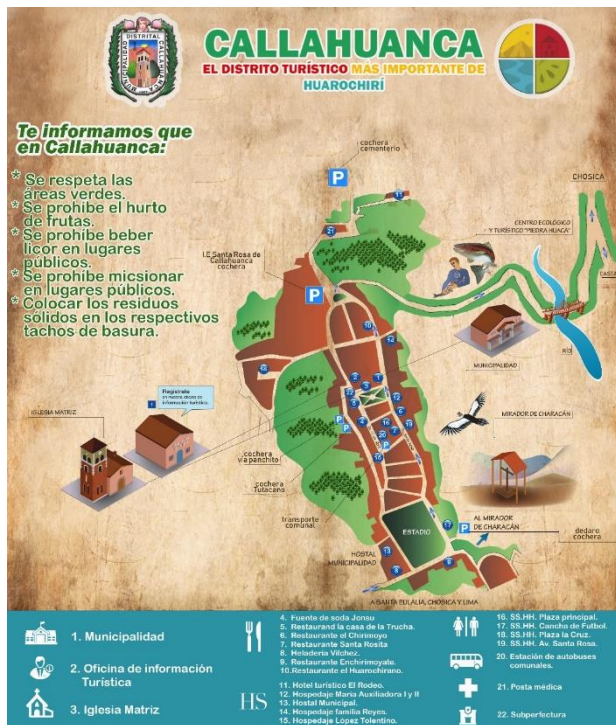 CALLAHUANCA
EL DISTRITO TURÍSTICO MÁS IMPORTANTE DE
HUAROCHIRÍ
MUNICIPALIDAD DISTRITAL CALLAHUANCA
Te informamos que
en Callahuanca:
* Se respeta las
áreas verdes.
* Se prohibe el hurto
de frutas.
* Se prohibe beber
licor en lugares
públicos.
* Se prohíbe micsionar
en lugares públicos.
* Colocar los residuos
sólidos en los respectivos
tachos de basura.
cochera
cementerio
P
CHOSICA
CENTRO ECOLÓGICO
Y TURÍSTICO "PIEDRA HUACA"
I.E Santa Rosa de
Callahuanca
cochera
P
RÍO
MUNICIPALIDAD
Regístrate
IGLESIA MATRIZ
MIRADOR DE CHARACÁN
cochera
via panchito
cochera
Tutacano
transporte
comunal
ESTADIO
HOSTAL
MUNICIPALIDAD
AL MIRADOR
DE CHARACÁN
P
dedaro
cochera
A SANTA EULALIA, CHOSICA Y LIMA
1. Municipalidad
2. Oficina de información
Turística
3. Iglesia Matriz
4. Fuente de soda Jonsu
5. Restaurand la casa de la Trucha.
6. Restaurante el Chirimoyo
7. Restaurante Santa Rosita
8. Heladería Vilchez.
9. Restaurante Enchirimoyate.
10. Restaurante el Huarochirano.
HS
11. Hotel turístico El Rodeo.
12. Hospedaje María Auxiliadora I y II
13. Hostal Municipal.
14. Hospedaje familia Reyes.
15. Hospedaje López Tolentino.
16. SS.HH. Plaza principal.
17. SS.HH. Cancha de Futbol.
18. SS.HH. Plaza la Cruz.
19. SS.HH. Av. Santa Rosa.
20. Estación de autobuses
comunales.
21. Posta médica
22. Subperfectura